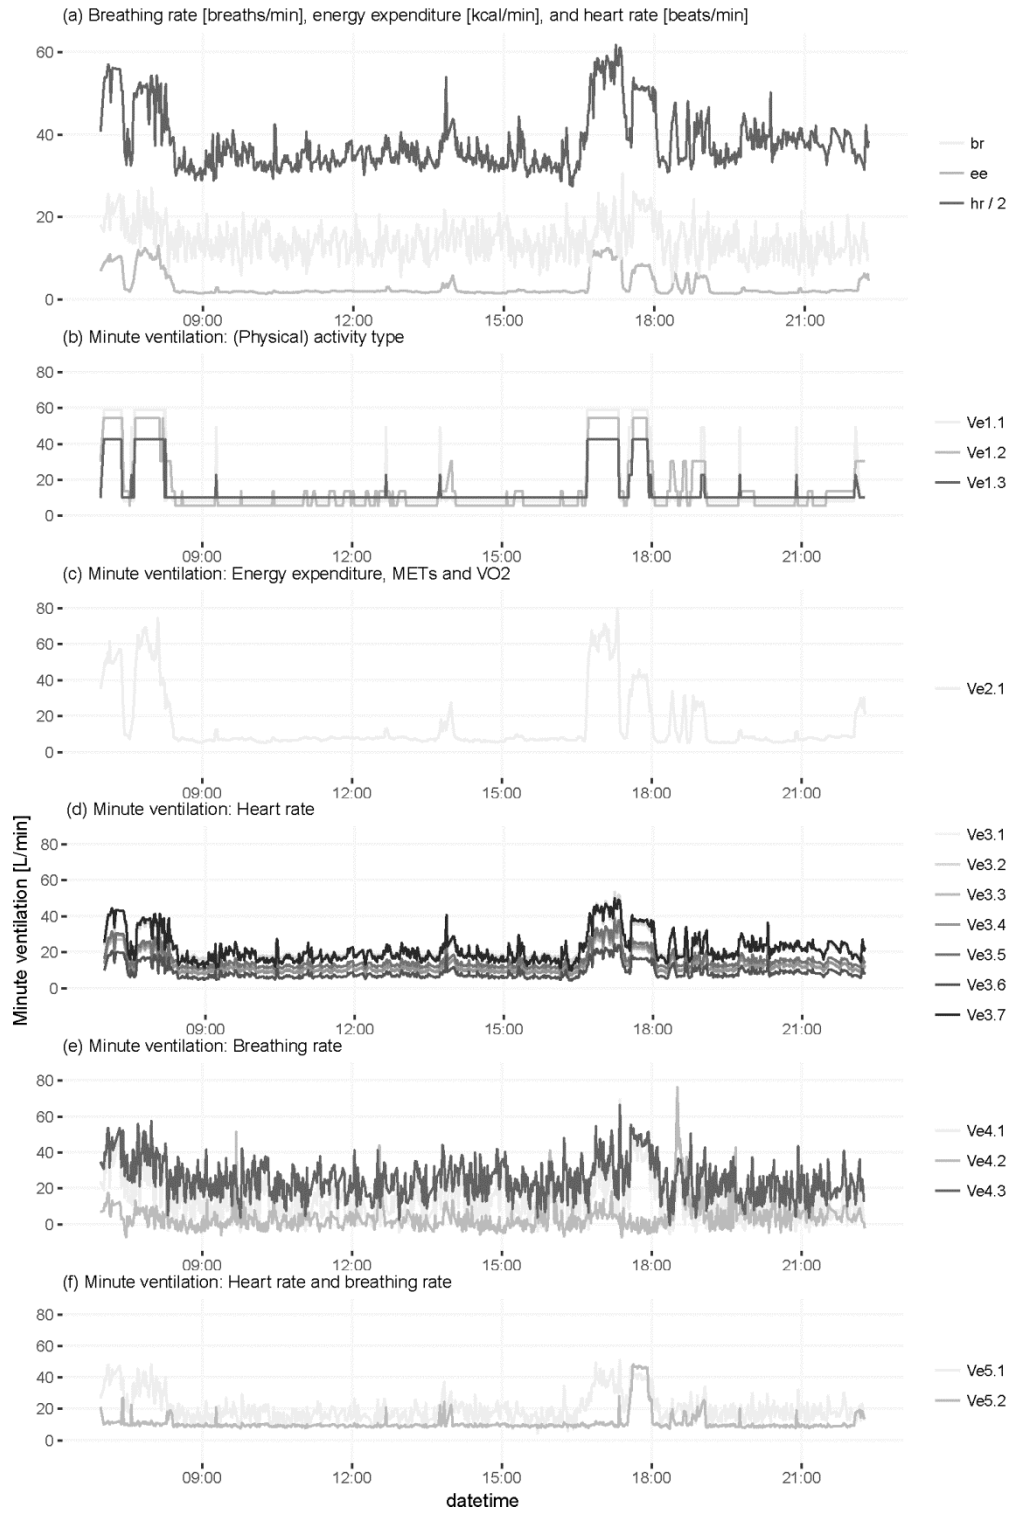 (a) Breathing rate [breaths/min], energy expenditure [kcal/min], and heart rate [beats/min]
60
40
20
0
09:00 12:00 15:00 18:00 21:00
br
ee
hr / 2
(b) Minute ventilation: (Physical) activity type
80
60
40
20
0
09:00 12:00 15:00 18:00 21:00
Ve1.1
Ve1.2
Ve1.3
(c) Minute ventilation: Energy expenditure, METs and VO2
80
60
40
20
0
09:00 12:00 15:00 18:00 21:00
Ve2.1
Minute ventilation [L/min]
(d) Minute ventilation: Heart rate
80
60
40
20
0
09:00 12:00 15:00 18:00 21:00
Ve3.1
Ve3.2
Ve3.3
Ve3.4
Ve3.5
Ve3.6
Ve3.7
(e) Minute ventilation: Breathing rate
80
60
40
20
0
09:00 12:00 15:00 18:00 21:00
Ve4.1
Ve4.2
Ve4.3
(f) Minute ventilation: Heart rate and breathing rate
80
60
40
20
0
09:00 12:00 15:00 18:00 21:00
Ve5.1
Ve5.2
datetime